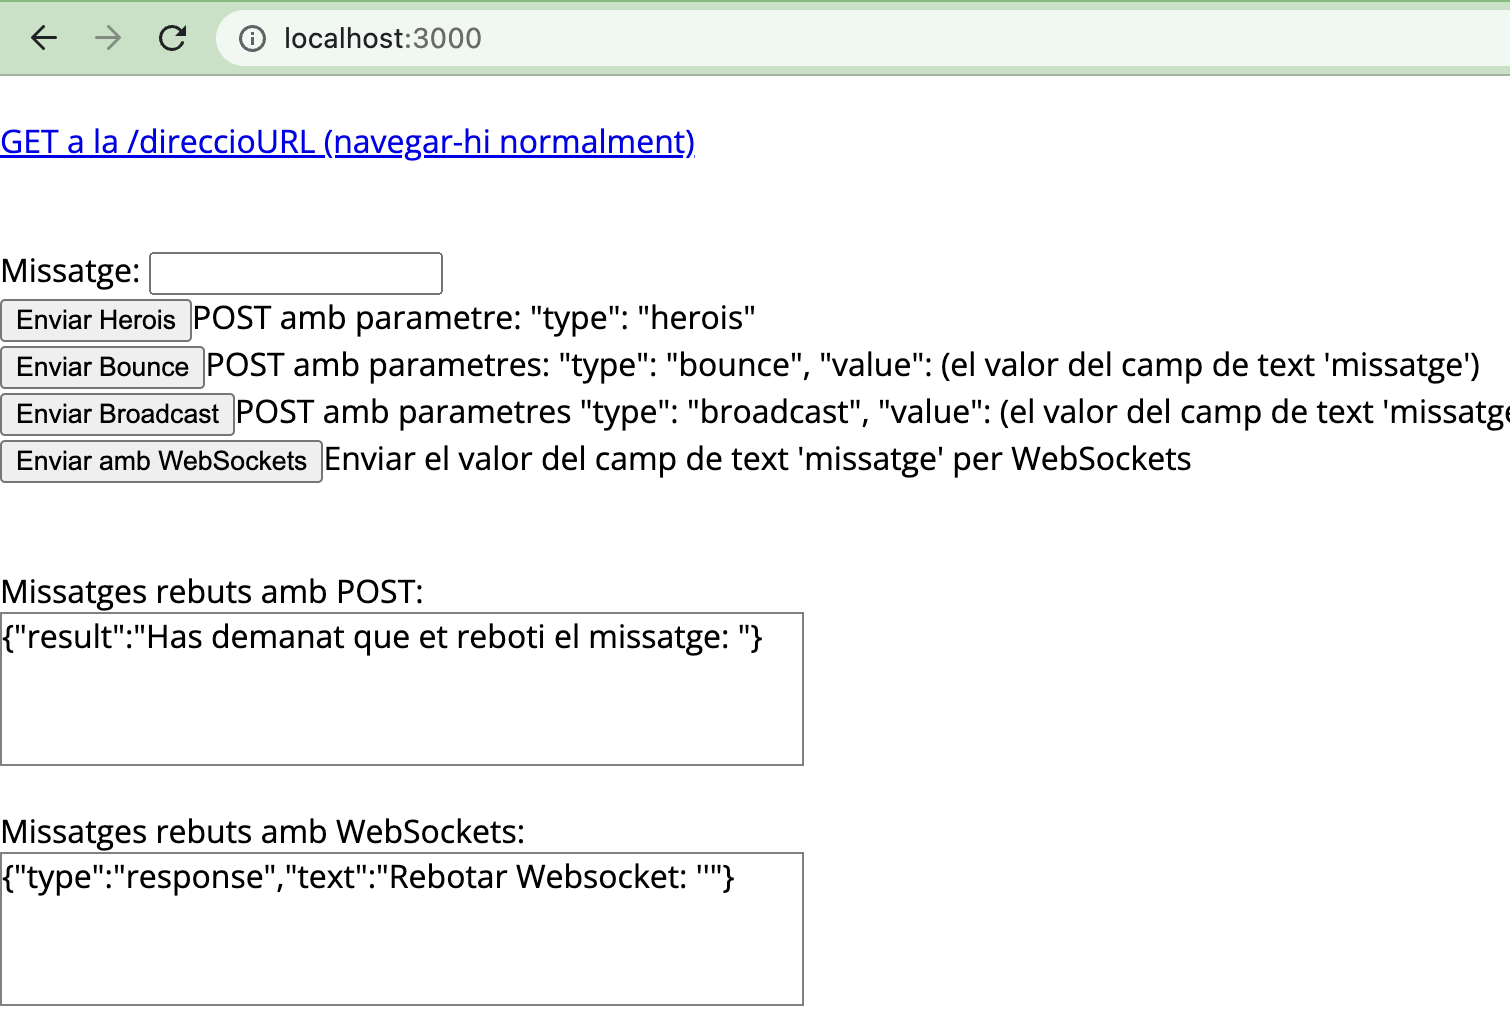 localhost:3000
GET a la /direccioURL (navegar-hi normalment)
Missatge:
Enviar Herois POST amb parametre: "type": "herois"
Enviar Bounce POST amb parametres: "type": "bounce", "value": (el valor del camp de text 'missatge')
Enviar Broadcast POST amb parametres "type": "broadcast", "value": (el valor del camp de text 'missatge
Enviar amb WebSockets Enviar el valor del camp de text 'missatge' per WebSockets
Missatges rebuts amb POST:
{"result":"Has demanat que et reboti el missatge: "}
Missatges rebuts amb WebSockets:
{"type":"response","text":"Rebotar Websocket: ''"}